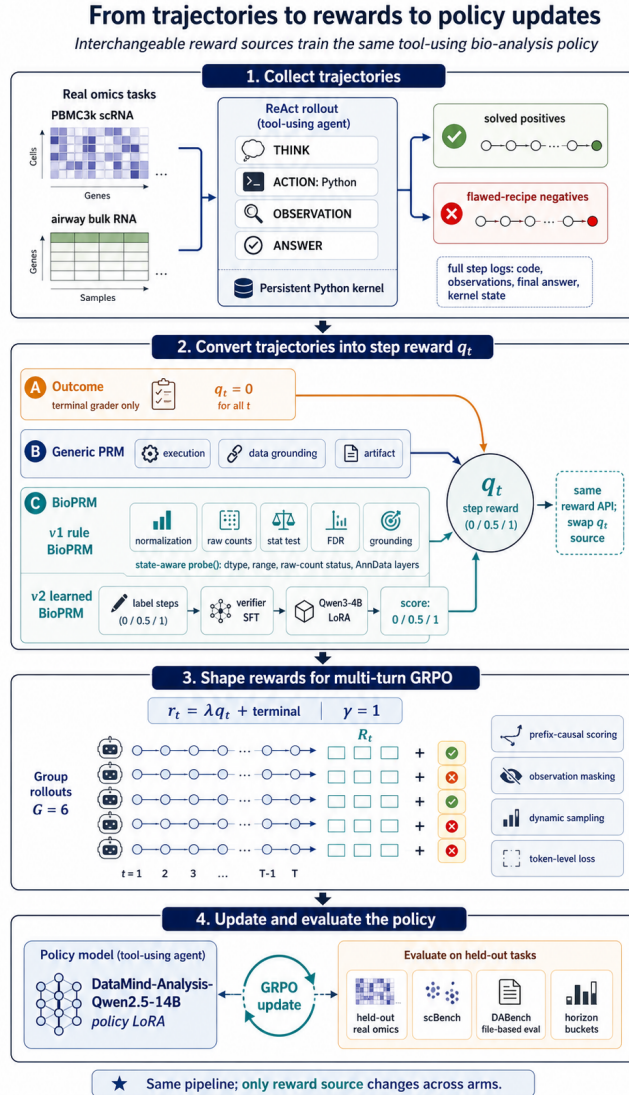 From trajectories to rewards to policy updates
Interchangeable reward sources train the same tool-using bio-analysis policy
1. Collect trajectories
Real omics tasks
PBMC3k scRNA
Cells
...
Genes
airway bulk RNA
Genes
...
Samples
ReAct rollout
(tool-using agent)
THINK
ACTION: Python
OBSERVATION
ANSWER
Persistent Python kernel
solved positives
...
flawed-recipe negatives
...
full step logs: code,
observations, final answer,
kernel state
2. Convert trajectories into step reward qt
A Outcome
terminal grader only
qt = 0
for all t
B Generic PRM
execution
data grounding
artifact
C BioPRM
v1 rule
BioPRM
normalization
raw counts
stat test
FDR
grounding
state-aware probe(): dtype, range, raw-count status, AnnData layers
v2 learned
BioPRM
label steps
(0 / 0.5 / 1)
verifier
SFT
Qwen3-4B
LoRA
score:
0 / 0.5 / 1
qt
step reward
(0 / 0.5 / 1)
same
reward API;
swap qt
source
3. Shape rewards for multi-turn GRPO
rt = λqt + terminal | γ = 1
Rt
Group
rollouts
G = 6
... +
... +
... +
... +
... +
t = 1 2 3 ... T-1 T
prefix-causal scoring
observation masking
dynamic sampling
token-level loss
4. Update and evaluate the policy
Policy model (tool-using agent)
DataMind-Analysis-
Qwen2.5-14B
policy LoRA
GRPO
update
Evaluate on held-out tasks
held-out
real omics
scBench
DABench
file-based eval
horizon
buckets
★ Same pipeline; only reward source changes across arms.